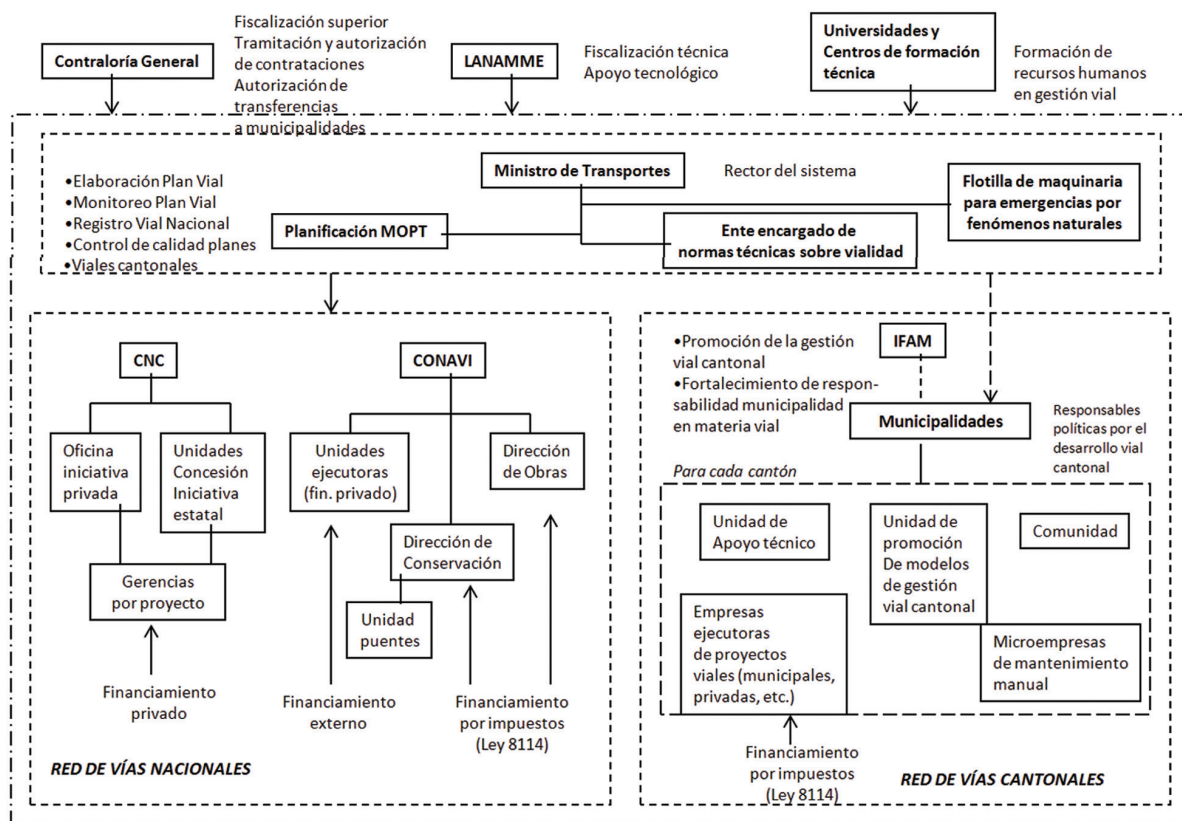 Contraloría General
Fiscalización superior
Tramitación y autorización
de contrataciones
Autorización de
transferencias
a municipalidades
LANAMME
Fiscalización técnica
Apoyo tecnológico
Universidades y
Centros de formación
técnica
Formación de
recursos humanos
en gestión vial
•Elaboración Plan Vial
•Monitoreo Plan Vial
•Registro Vial Nacional
•Control de calidad planes
•Viales cantonales
Ministro de Transportes
Rector del sistema
Planificación MOPT
Ente encargado de
normas técnicas sobre vialidad
Flotilla de maquinaria
para emergencias por
fenómenos naturales
CNC
Oficina
iniciativa
privada
Unidades
Concesión
Iniciativa
estatal
Gerencias
por proyecto
Financiamiento
privado
CONAVI
Unidades
ejecutoras
(fin. privado)
Dirección
de Obras
Dirección de
Conservación
Unidad
puentes
Financiamiento
externo
Financiamiento
por impuestos
(Ley 8114)
RED DE VÍAS NACIONALES
•Promoción de la gestión
vial cantonal
•Fortalecimiento de respon-
sabilidad municipalidad
en materia vial
IFAM
Municipalidades
Responsables
políticas por el
desarrollo vial
cantonal
Para cada cantón
Unidad de
Apoyo técnico
Unidad de
promoción
De modelos
de gestión
vial cantonal
Comunidad
Empresas
ejecutoras
de proyectos
viales (municipales,
privadas, etc.)
Microempresas
de mantenimiento
manual
Financiamiento
por impuestos
(Ley 8114)
RED DE VÍAS CANTONALES